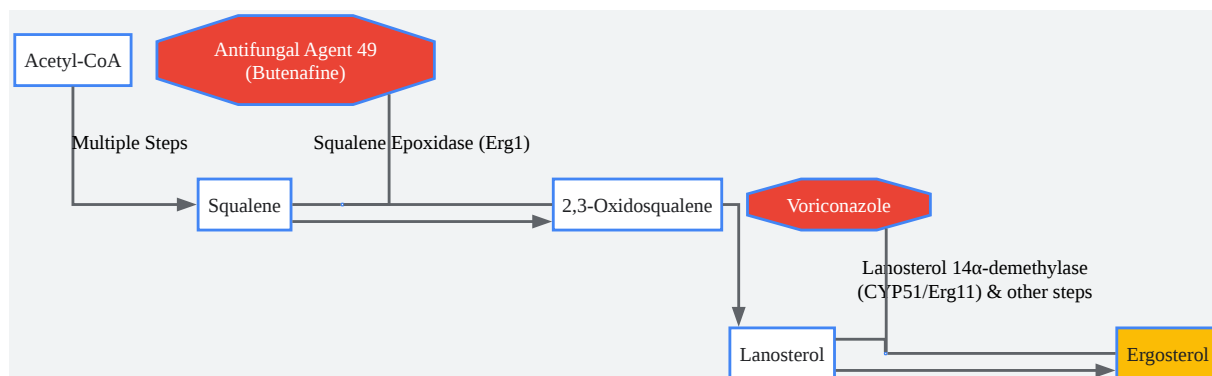 Acetyl-CoA
Antifungal Agent 49
(Butenafine)
Multiple Steps
Squalene Epoxidase (Erg1)
Squalene
2,3-Oxidosqualene
Voriconazole
Lanosterol 14α-demethylase
(CYP51/Erg11) & other steps
Lanosterol
Ergosterol